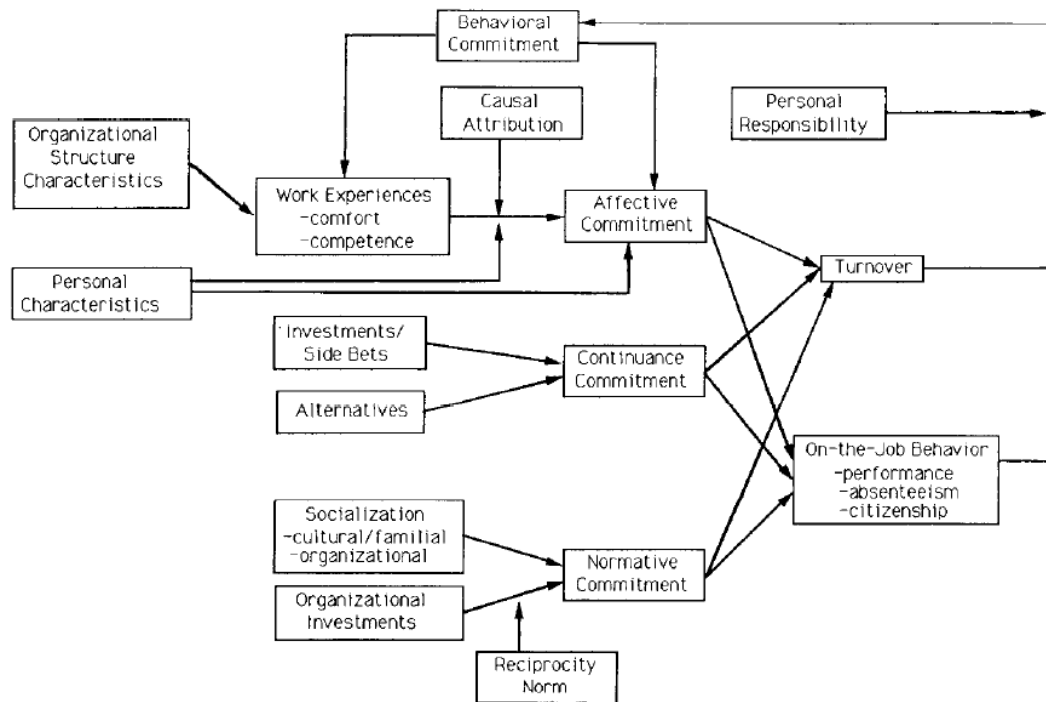 Behavioral
Commitment
Causal
Attribution
Personal
Responsibility
Organizational
Structure
Characteristics
Work Experiences
-comfort
-competence
Affective
Commitment
Personal
Characteristics
Turnover
Investments/
Side Bets
Continuance
Commitment
Alternatives
On-the-Job Behavior
-performance
-absenteeism
-citizenship
Socialization
-cultural/familial
-organizational
Normative
Commitment
Organizational
Investments
Reciprocity
Norm